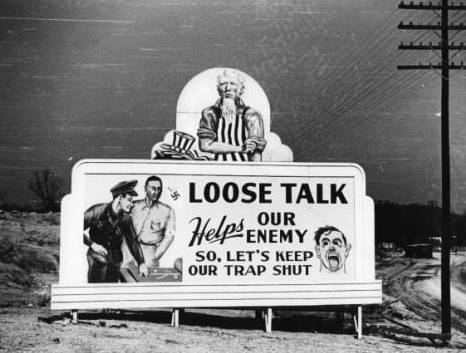 LOOSE TALK
Helps OUR ENEMY
SO, LET'S KEEP
OUR TRAP SHUT